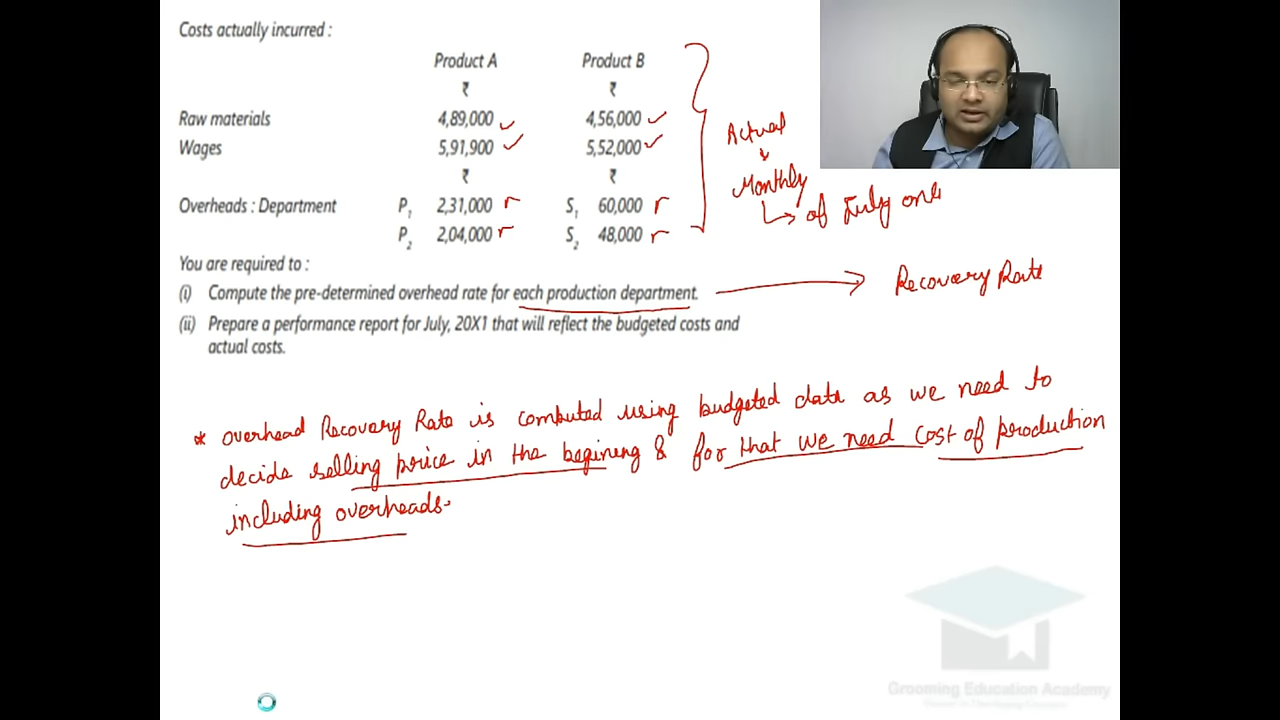 Costs actually incurred :
Product A Product B
₹ ₹
Raw materials 4,89,000 4,56,000
Wages 5,91,900 5,52,000
₹ ₹
Overheads : Department P1 2,31,000 S1 60,000
P2 2,04,000 S2 48,000
Actual
Monthly
of July only
You are required to :
(i) Compute the pre-determined overhead rate for each production department.
Recovery Rate
(ii) Prepare a performance report for July, 20X1 that will reflect the budgeted costs and
actual costs.
* overhead Recovery Rate is computed using budgeted data as we need to
decide selling price in the begining & for that we need cost of production
including overheads.
Grooming Education Academy